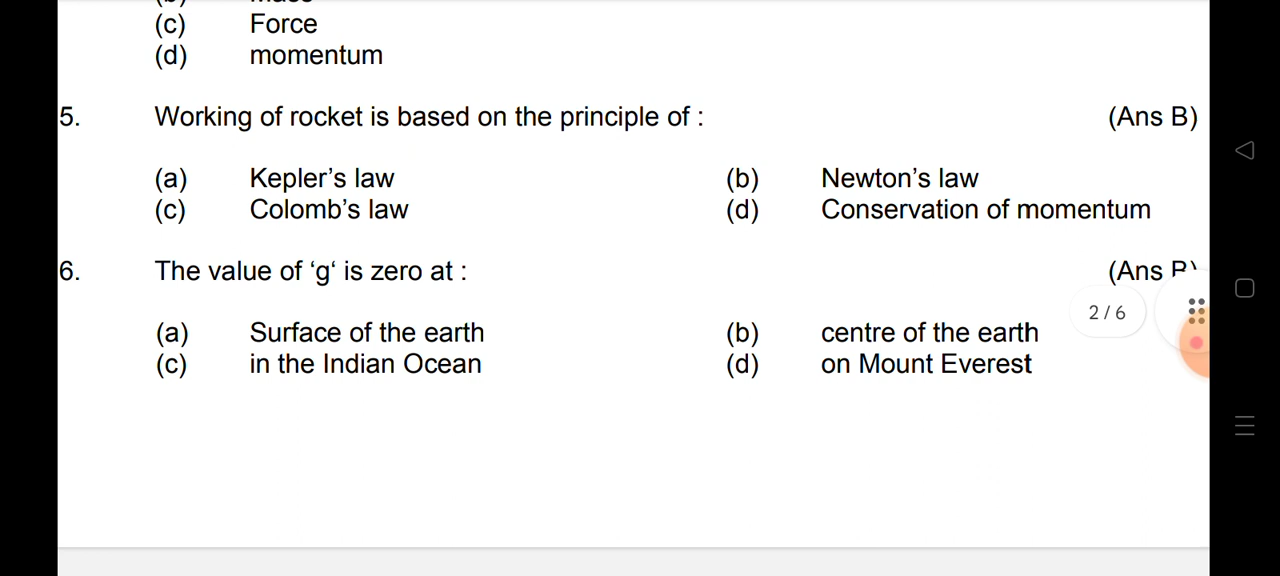 (c) Force
(d) momentum
5. Working of rocket is based on the principle of : (Ans B)
(a) Kepler’s law (b) Newton’s law
(c) Colomb’s law (d) Conservation of momentum
6. The value of ‘g‘ is zero at : (Ans
2 / 6
(a) Surface of the earth (b) centre of the earth
(c) in the Indian Ocean (d) on Mount Everest